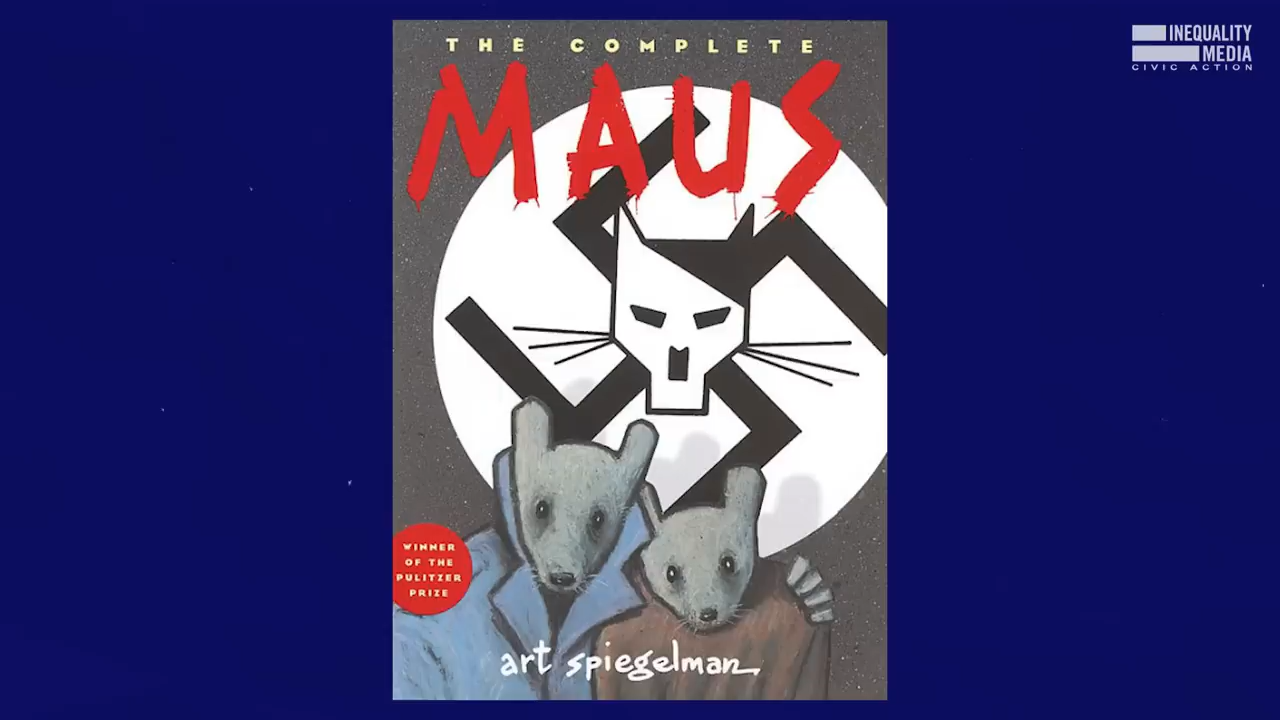 THE COMPLETE
MAUS
WINNER
OF THE
PULITZER
PRIZE
art spiegelman
INEQUALITY
MEDIA
CIVIC ACTION